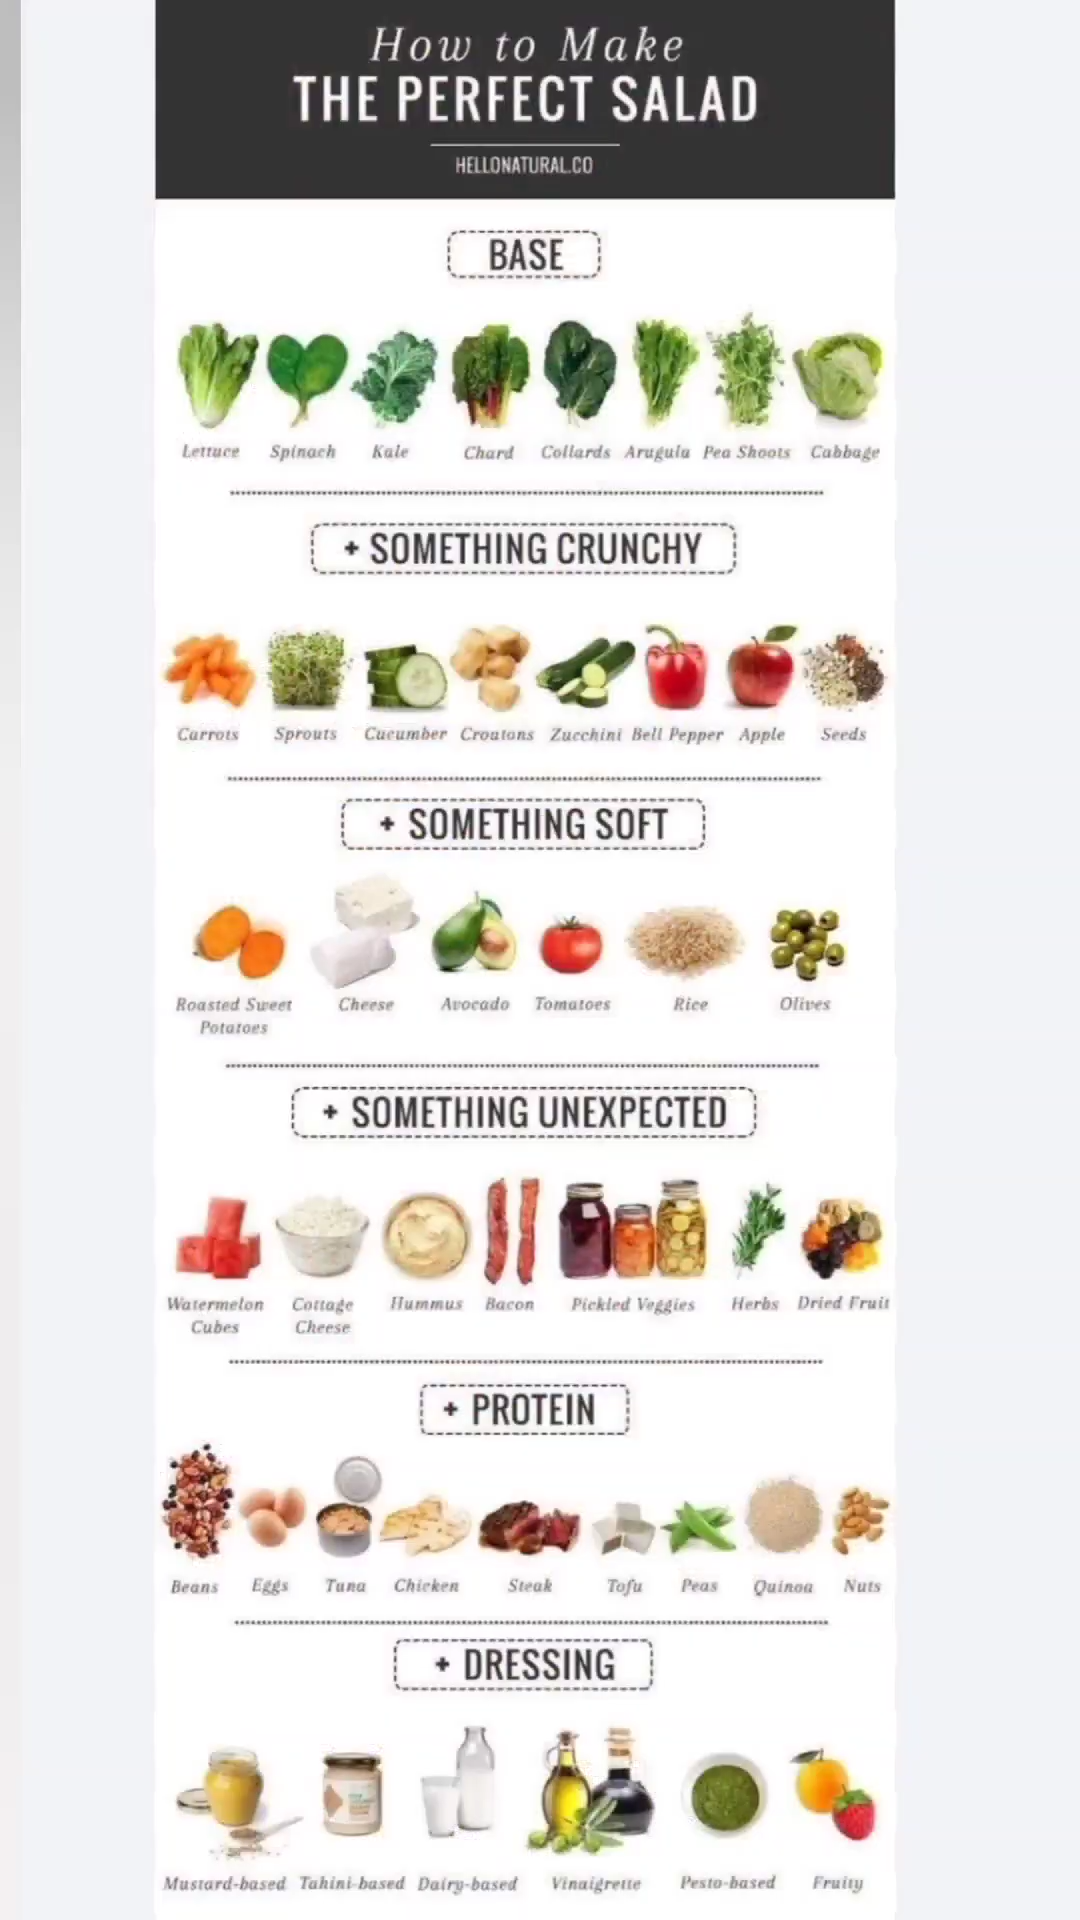 How to Make
THE PERFECT SALAD
HELLONATURAL.CO
BASE
Lettuce Spinach Kale Chard Collards Arugula Pea Shoots Cabbage
+ SOMETHING CRUNCHY
Carrots Sprouts Cucumber Croutons Zucchini Bell Pepper Apple Seeds
+ SOMETHING SOFT
Roasted Sweet Potatoes Cheese Avocado Tomatoes Rice Olives
+ SOMETHING UNEXPECTED
Watermelon Cubes Cottage Cheese Hummus Bacon Pickled Veggies Herbs Dried Fruit
+ PROTEIN
Beans Eggs Tuna Chicken Steak Tofu Peas Quinoa Nuts
+ DRESSING
Mustard-based Tahini-based Dairy-based Vinaigrette Pesto-based Fruity